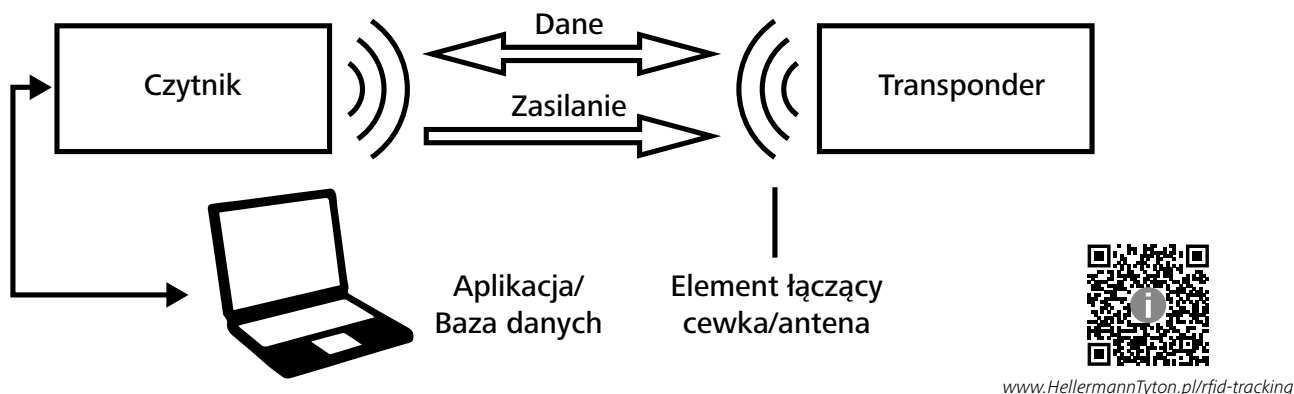 Dane
Czytnik
Transponder
Zasilanie
Aplikacja/
Baza danych
Element łączący
cewka/antena
i
www.HellermannTyton.pl/rfid-tracking